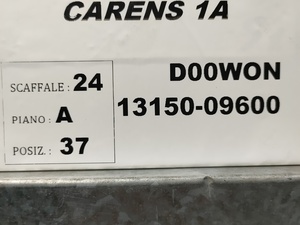 CARENS 1A
SCAFFALE : 24
PIANO : A
POSIZ. : 37
D00WON
13150-09600